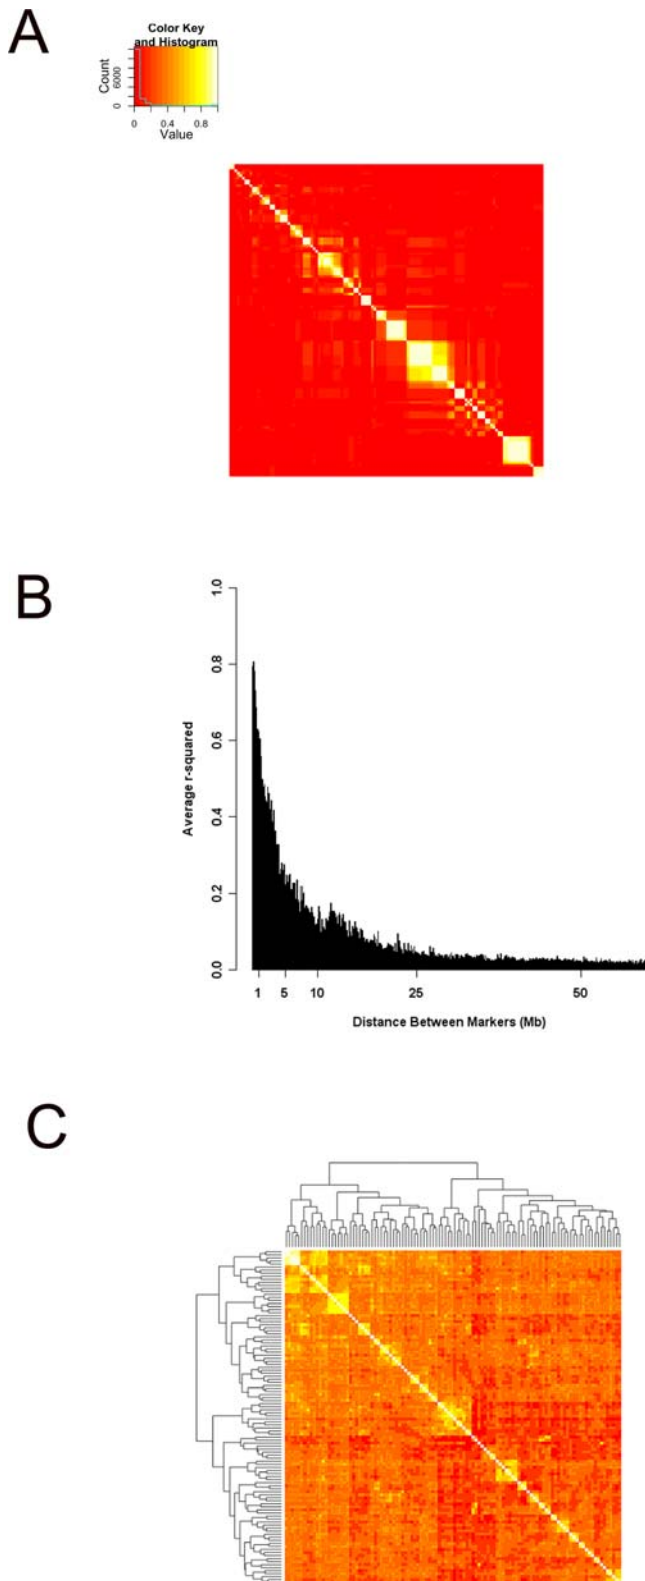 A
Color Key
and Histogram
Count
0 6000
0 0.4 0.8
Value
B
1.0
0.8
0.6
0.4
0.2
0.0
Average r-squared
1 5 10 25 50
Distance Between Markers (Mb)
C